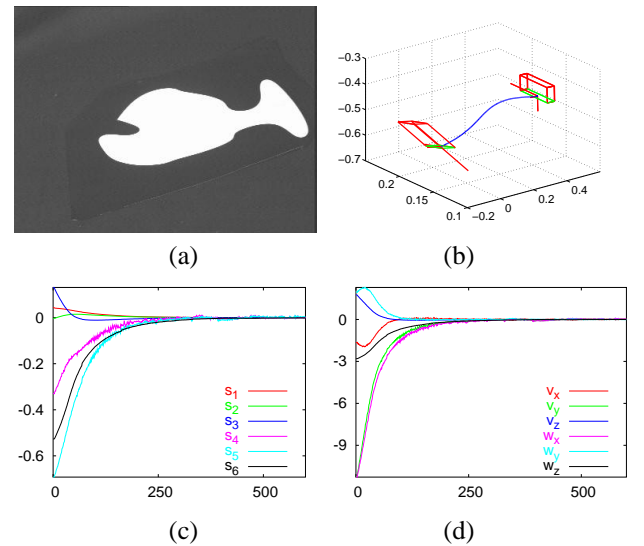 −0.3
−0.4
−0.5
−0.6
−0.7
0.2
0.15
0.1
−0.2
0
0.2
0.4
(a)
(b)
0
-0.2
-0.4
-0.6
0
250
500
s1
s2
s3
s4
s5
s6
0
-3
-6
-9
0
250
500
vx
vy
vz
wx
wy
wz
(c)
(d)